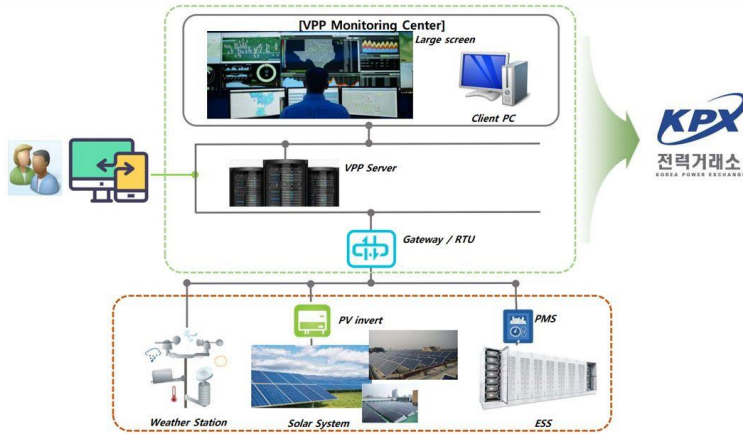 [VPP Monitoring Center]
Large screen
Client PC
KPX
전력거래소
KOREA POWER EXCHANGE
VPP Server
Gateway / RTU
PV invert
PMS
Weather Station
Solar System
ESS